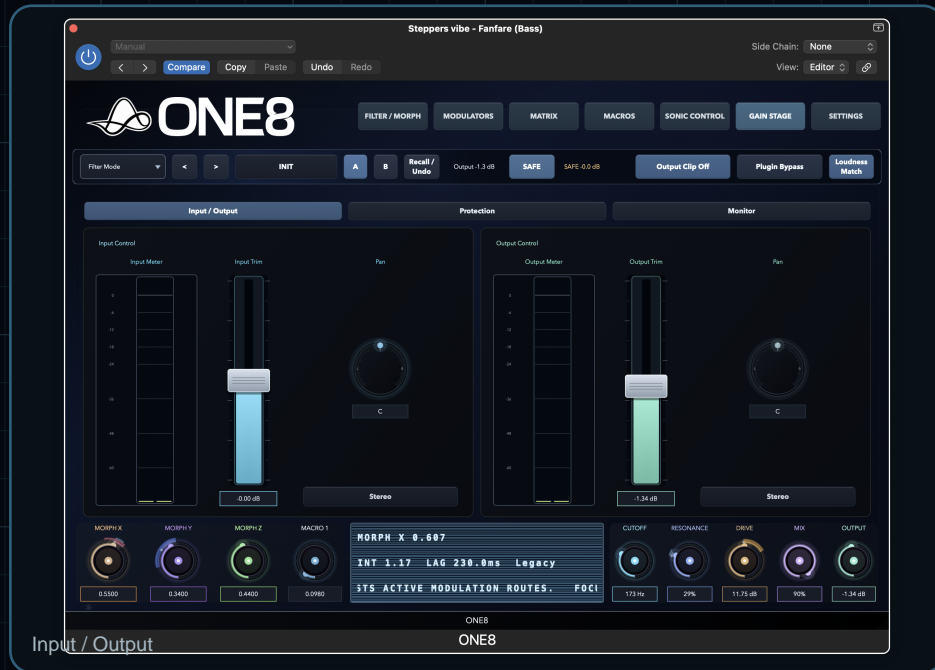 Steppers vibe - Fanfare (Bass)
Manual
Side Chain: None
Compare Copy Paste Undo Redo
View: Editor
ONE8
FILTER / MORPH MODULATORS MATRIX MACROS SONIC CONTROL GAIN STAGE SETTINGS
Filter Mode < > INIT A B Recall / Undo Output -1.3 dB SAFE SAFE -0.0 dB Output Clip Off Plugin Bypass Loudness Match
Input / Output Protection Monitor
Input Control Output Control
Input Meter Input Trim Pan Output Meter Output Trim Pan
L R L R
C C
-0.00 dB Stereo -1.34 dB Stereo
MORPH X MORPH Y MORPH Z MACRO 1 CUTOFF RESONANCE DRIVE MIX OUTPUT
MORPH X 0.607
INT 1.17 LAG 230.0ms Legacy
STS ACTIVE MODULATION ROUTES. FOC
0.5500 0.3400 0.4400 0.0980 173 Hz 29% 11.75 dB 90% -1.34 dB
ONE8
ONE8
Input / Output